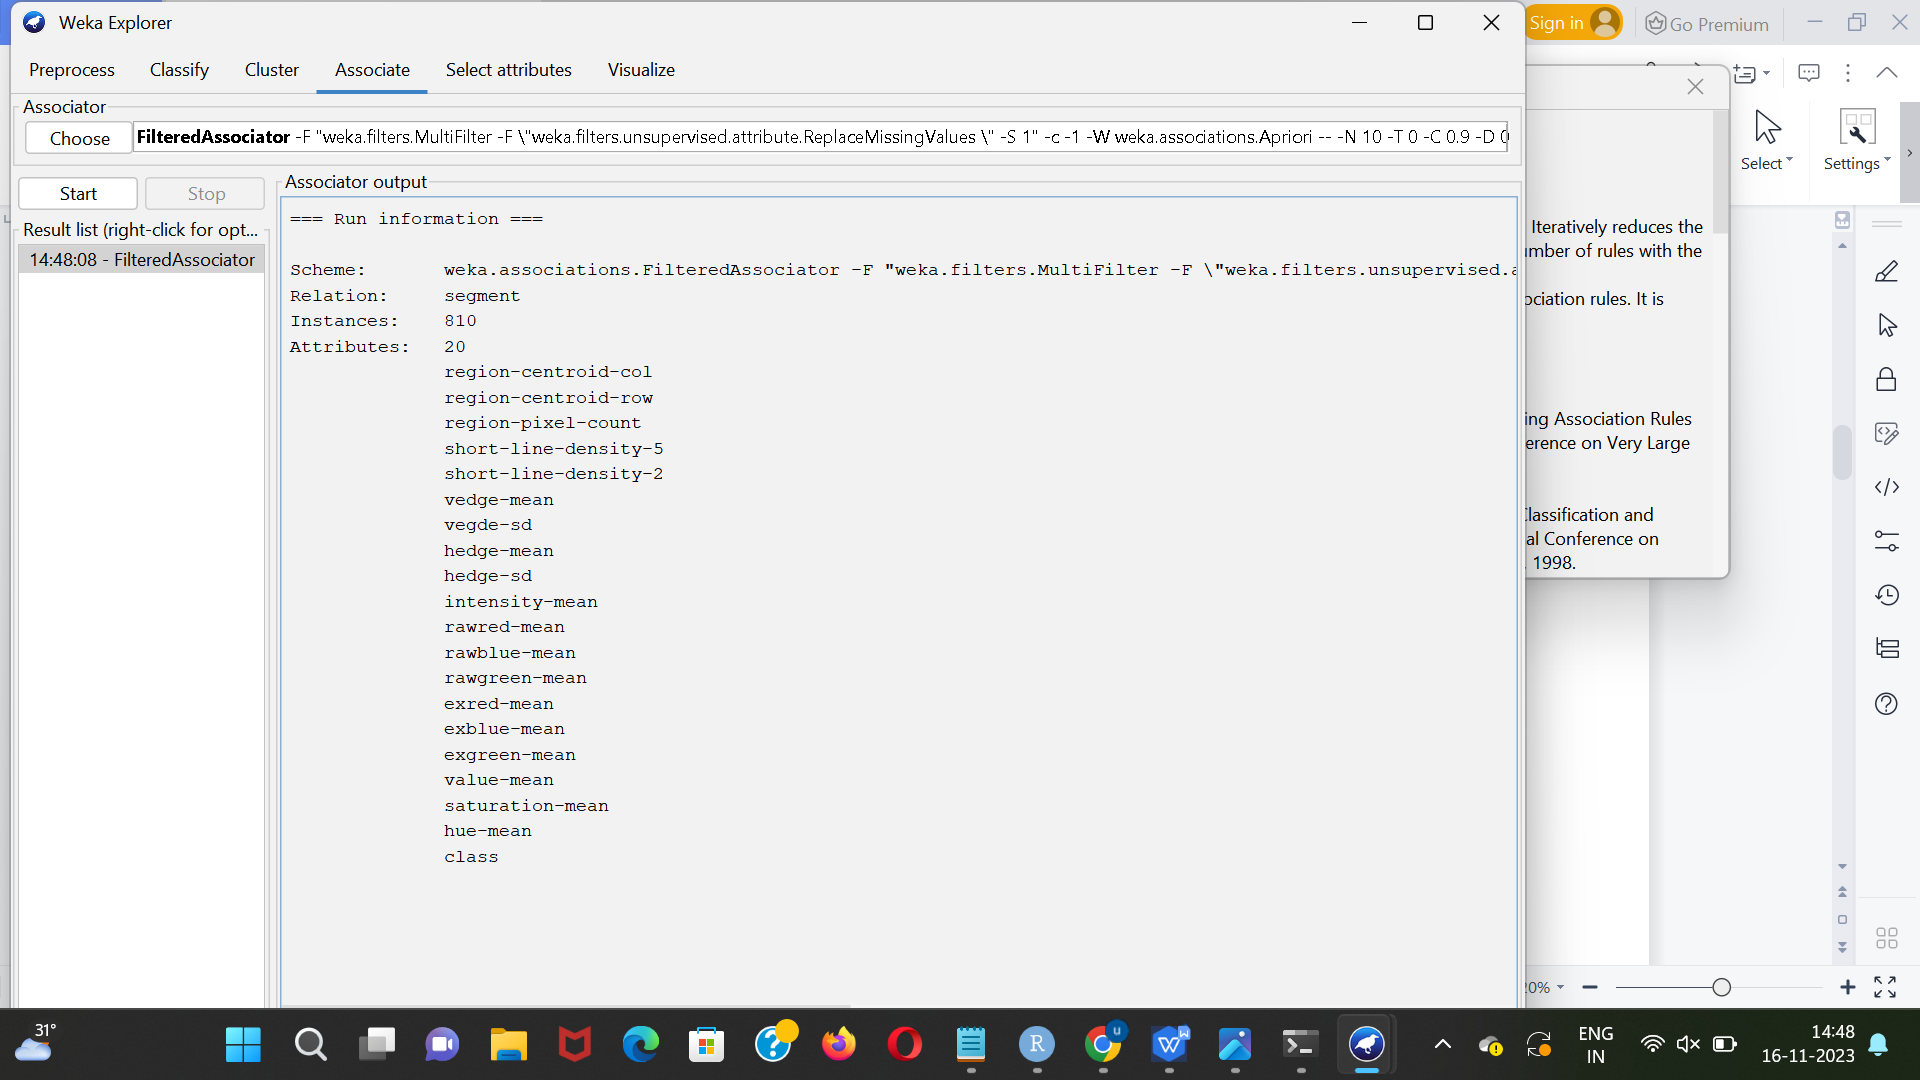 Weka Explorer
Sign in
Go Premium
Preprocess Classify Cluster Associate Select attributes Visualize
Associator
Choose FilteredAssociator -F "weka.filters.MultiFilter -F \"weka.filters.unsupervised.attribute.ReplaceMissingValues \" -S 1" -c -1 -W weka.associations.Apriori -- -N 10 -T 0 -C 0.9 -D
Select Settings
Start Stop
Associator output
=== Run information ===
Result list (right-click for opt...
14:48:08 - FilteredAssociator
Iteratively reduces the
number of rules with the
Scheme: weka.associations.FilteredAssociator -F "weka.filters.MultiFilter -F \"weka.filters.unsupervised.a
Relation: segment
ociation rules. It is
Instances: 810
Attributes: 20
region-centroid-col
region-centroid-row
region-pixel-count
ing Association Rules
erence on Very Large
short-line-density-5
short-line-density-2
vedge-mean
vegde-sd
lassification and
al Conference on
, 1998.
hedge-mean
hedge-sd
intensity-mean
rawred-mean
rawblue-mean
rawgreen-mean
exred-mean
exblue-mean
exgreen-mean
value-mean
saturation-mean
hue-mean
class
0%
31°
ENG
IN
14:48
16-11-2023